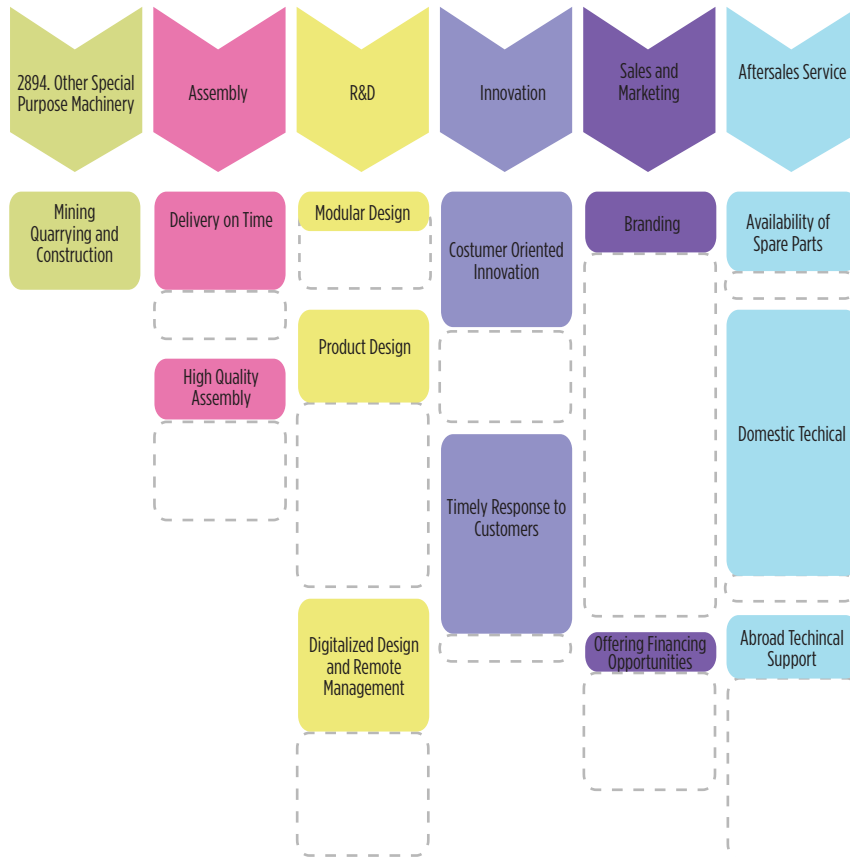 2894. Other Special
Purpose Machinery
Assembly
R&D
Innovation
Sales and
Marketing
Aftersales Service
Mining
Quarrying and
Construction
Delivery on Time
High Quality
Assembly
Modular Design
Product Design
Digitalized Design
and Remote
Management
Costumer Oriented
Innovation
Timely Response to
Customers
Branding
Offering Financing
Opportunities
Availability of
Spare Parts
Domestic Techical
Abroad Techincal
Support